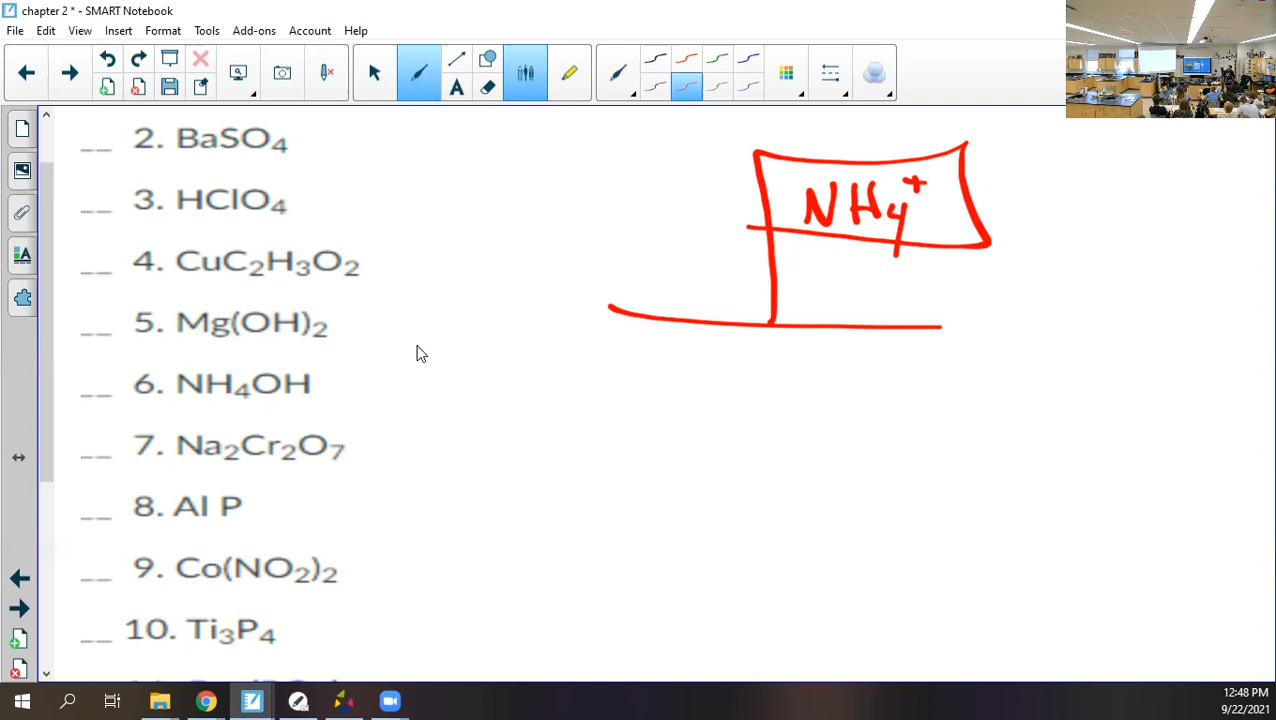 chapter 2 * - SMART Notebook
File Edit View Insert Format Tools Add-ons Account Help
__ 2. BaSO4
NH4+
__ 3. HClO4
__ 4. CuC2H3O2
__ 5. Mg(OH)2
__ 6. NH4OH
__ 7. Na2Cr2O7
__ 8. Al P
__ 9. Co(NO2)2
__ 10. Ti3P4
12:48 PM
9/22/2021